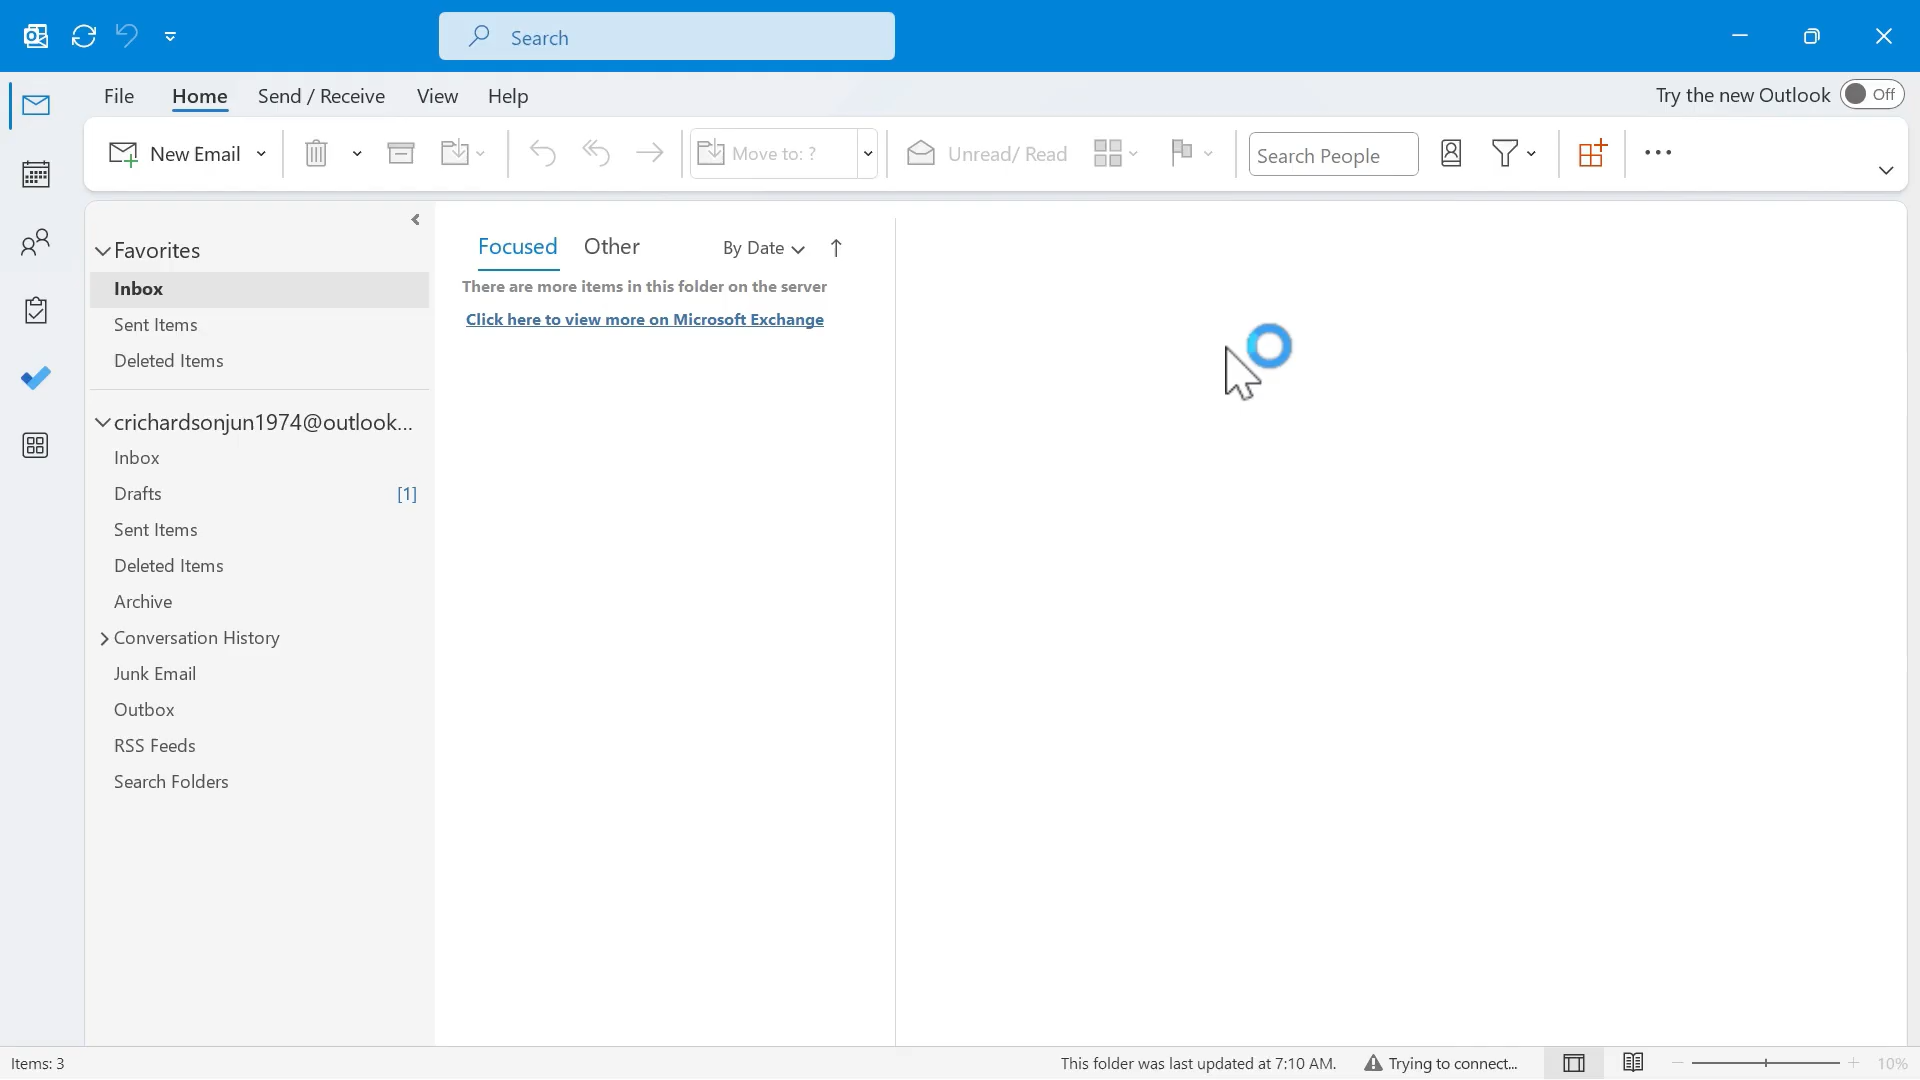 Search
File Home Send / Receive View Help
Try the new Outlook Off
New Email
Move to: ?
Unread/ Read
Search People
Favorites
Inbox
Sent Items
Deleted Items
crichardsonjun1974@outlook...
Inbox
Drafts [1]
Sent Items
Deleted Items
Archive
Conversation History
Junk Email
Outbox
RSS Feeds
Search Folders
Focused Other By Date
There are more items in this folder on the server
Click here to view more on Microsoft Exchange
Items: 3
This folder was last updated at 7:10 AM.
Trying to connect...
10%